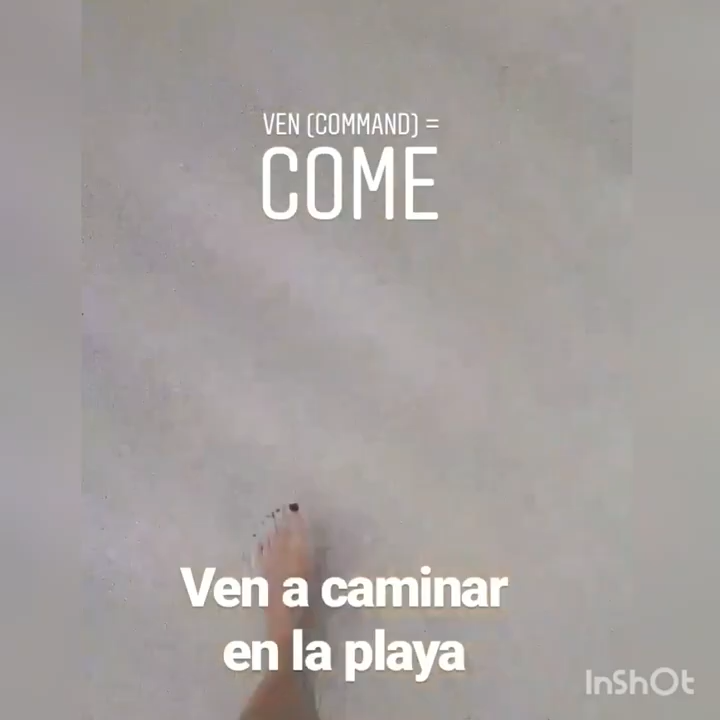 VEN (COMMAND) =
COME
Ven a caminar
en la playa
InShOt